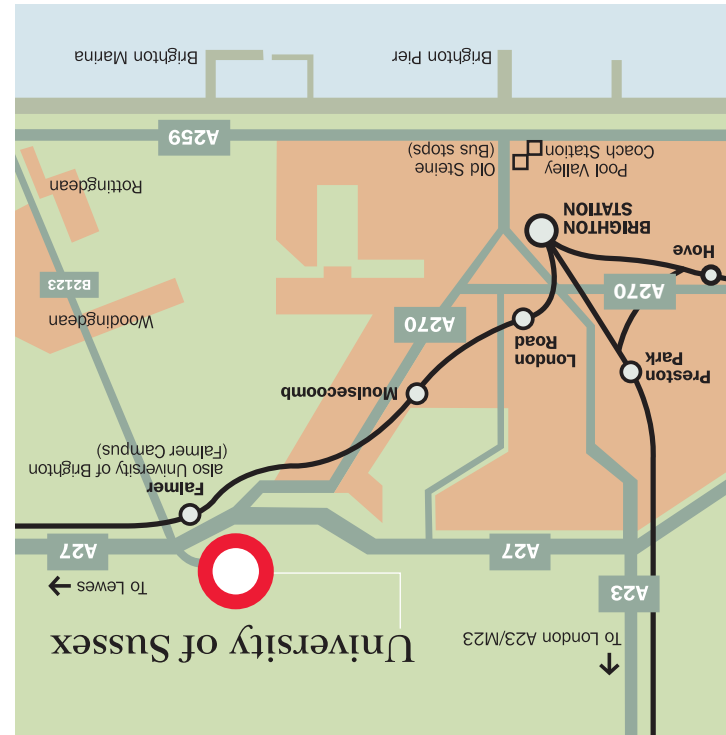 To London A23/M23
University of Sussex
A23
To Lewes
A27
A27
Falmer
also University of Brighton
(Falmer Campus)
Preston
Park
Moulsecoomb
London
Road
A270
Woodingdean
A270
B2123
Hove
BRIGHTON
STATION
Rottingdean
Pool Valley
Coach Station
Old Steine
(Bus stops)
A259
Brighton Pier
Brighton Marina